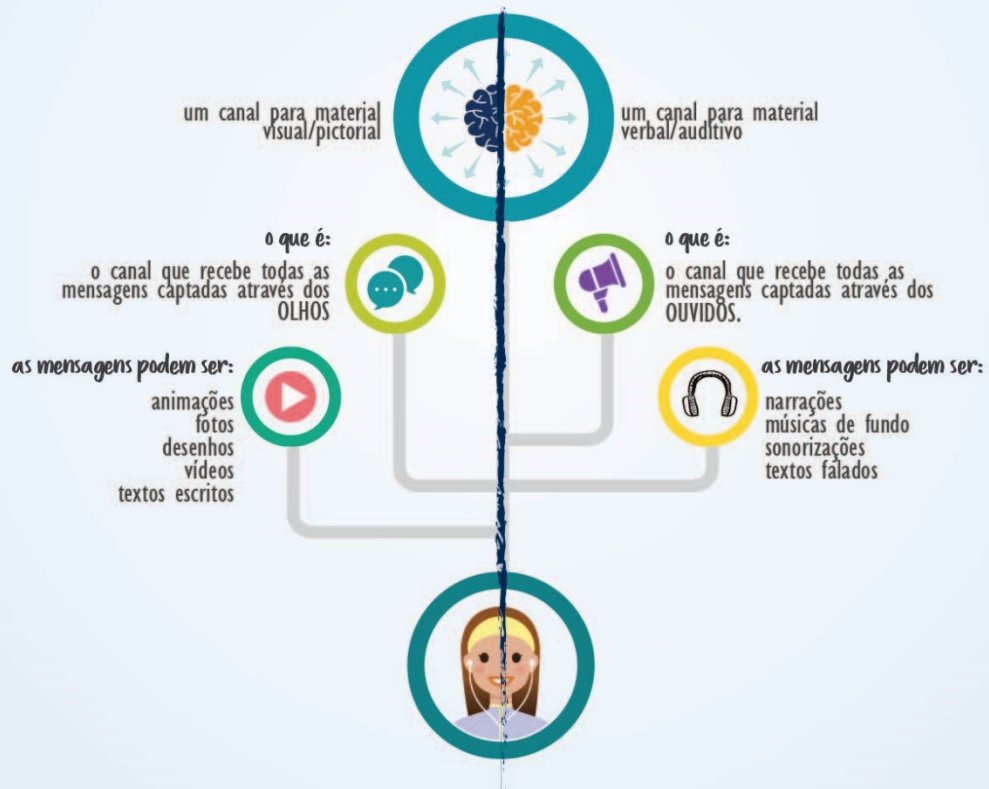 um canal para material
visual/pictorial
um canal para material
verbal/auditivo
o que é:
o canal que recebe todas as
mensagens captadas através dos
OLHOS
o que é:
o canal que recebe todas as
mensagens captadas através dos
OUVIDOS.
as mensagens podem ser:
animações
fotos
desenhos
vídeos
textos escritos
as mensagens podem ser:
narrações
músicas de fundo
sonorizações
textos falados